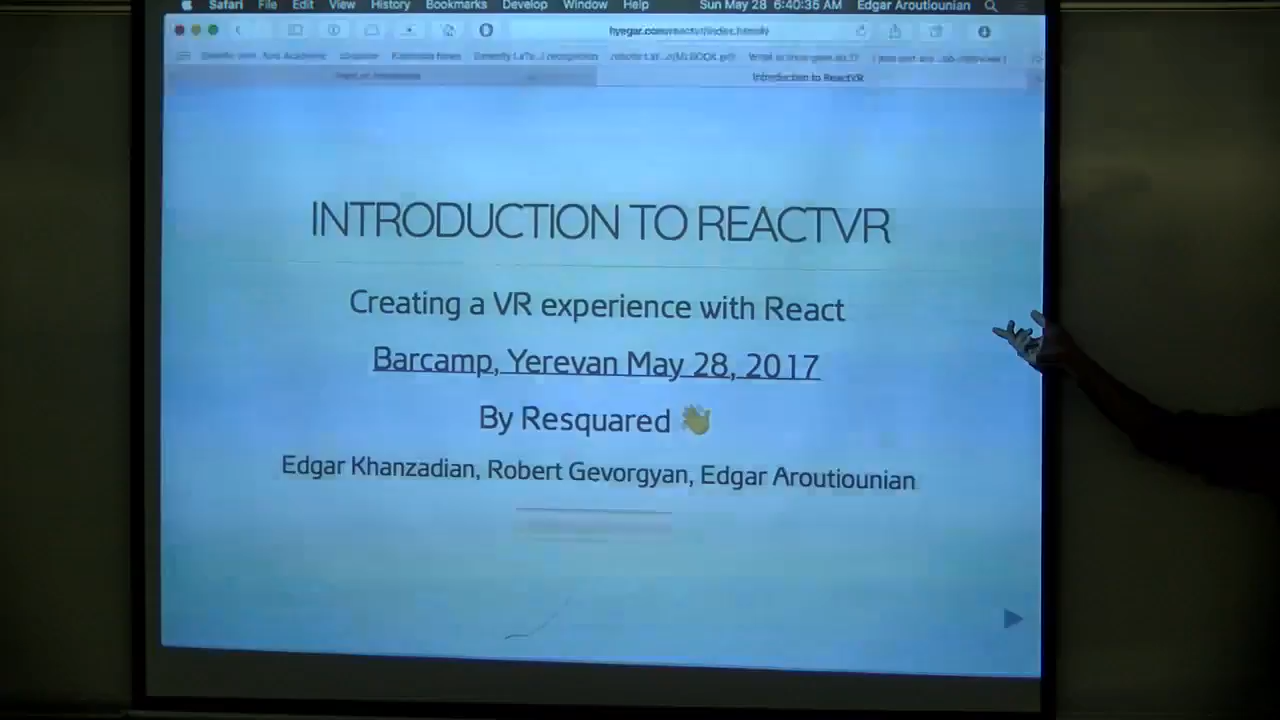 Safari File Edit View History Bookmarks Develop Window Help Sun May 28 6:40:35 AM Edgar Aroutiounian
Introduction to ReactVR
INTRODUCTION TO REACTVR
Creating a VR experience with React
Barcamp, Yerevan May 28, 2017
By Resquared 👋
Edgar Khanzadian, Robert Gevorgyan, Edgar Aroutiounian